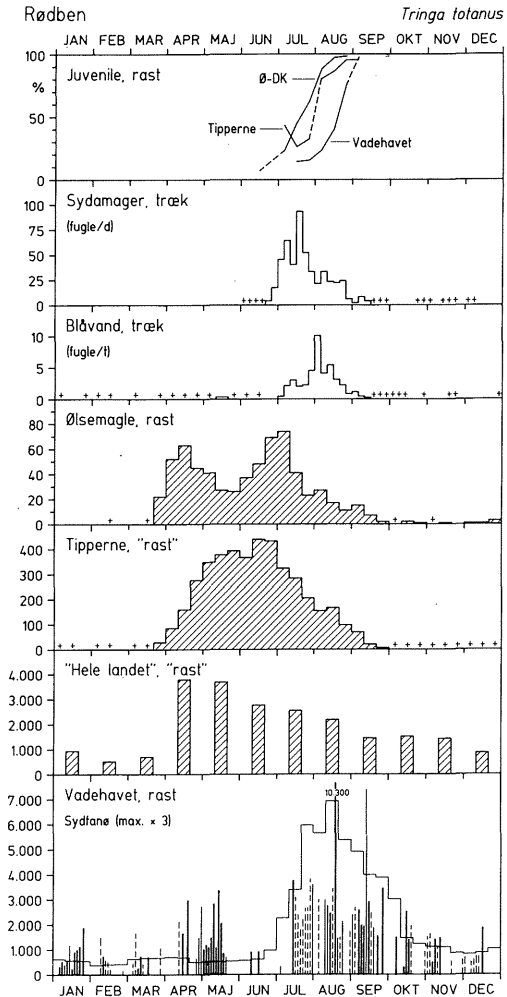 Rødben
Tringa totanus
JAN FEB MAR APR MAJ JUN JUL AUG SEP OKT NOV DEC
100
%
50
0
Juvenile, rast
Ø-DK
Tipperne
Vadehavet
100
75
50
25
0
Sydamager, træk
(fugle/d)
10
5
0
Blåvand, træk
(fugle/t)
80
60
40
20
0
Ølsemagle, rast
400
300
200
100
0
Tipperne, "rast"
4.000
3.000
2.000
1.000
0
"Hele landet", "rast"
7.000
6.000
5.000
4.000
3.000
2.000
1.000
0
Vadehavet, rast
Sydfanø (max. × 3)
10.300
JAN FEB MAR APR MAJ JUN JUL AUG SEP OKT NOV DEC